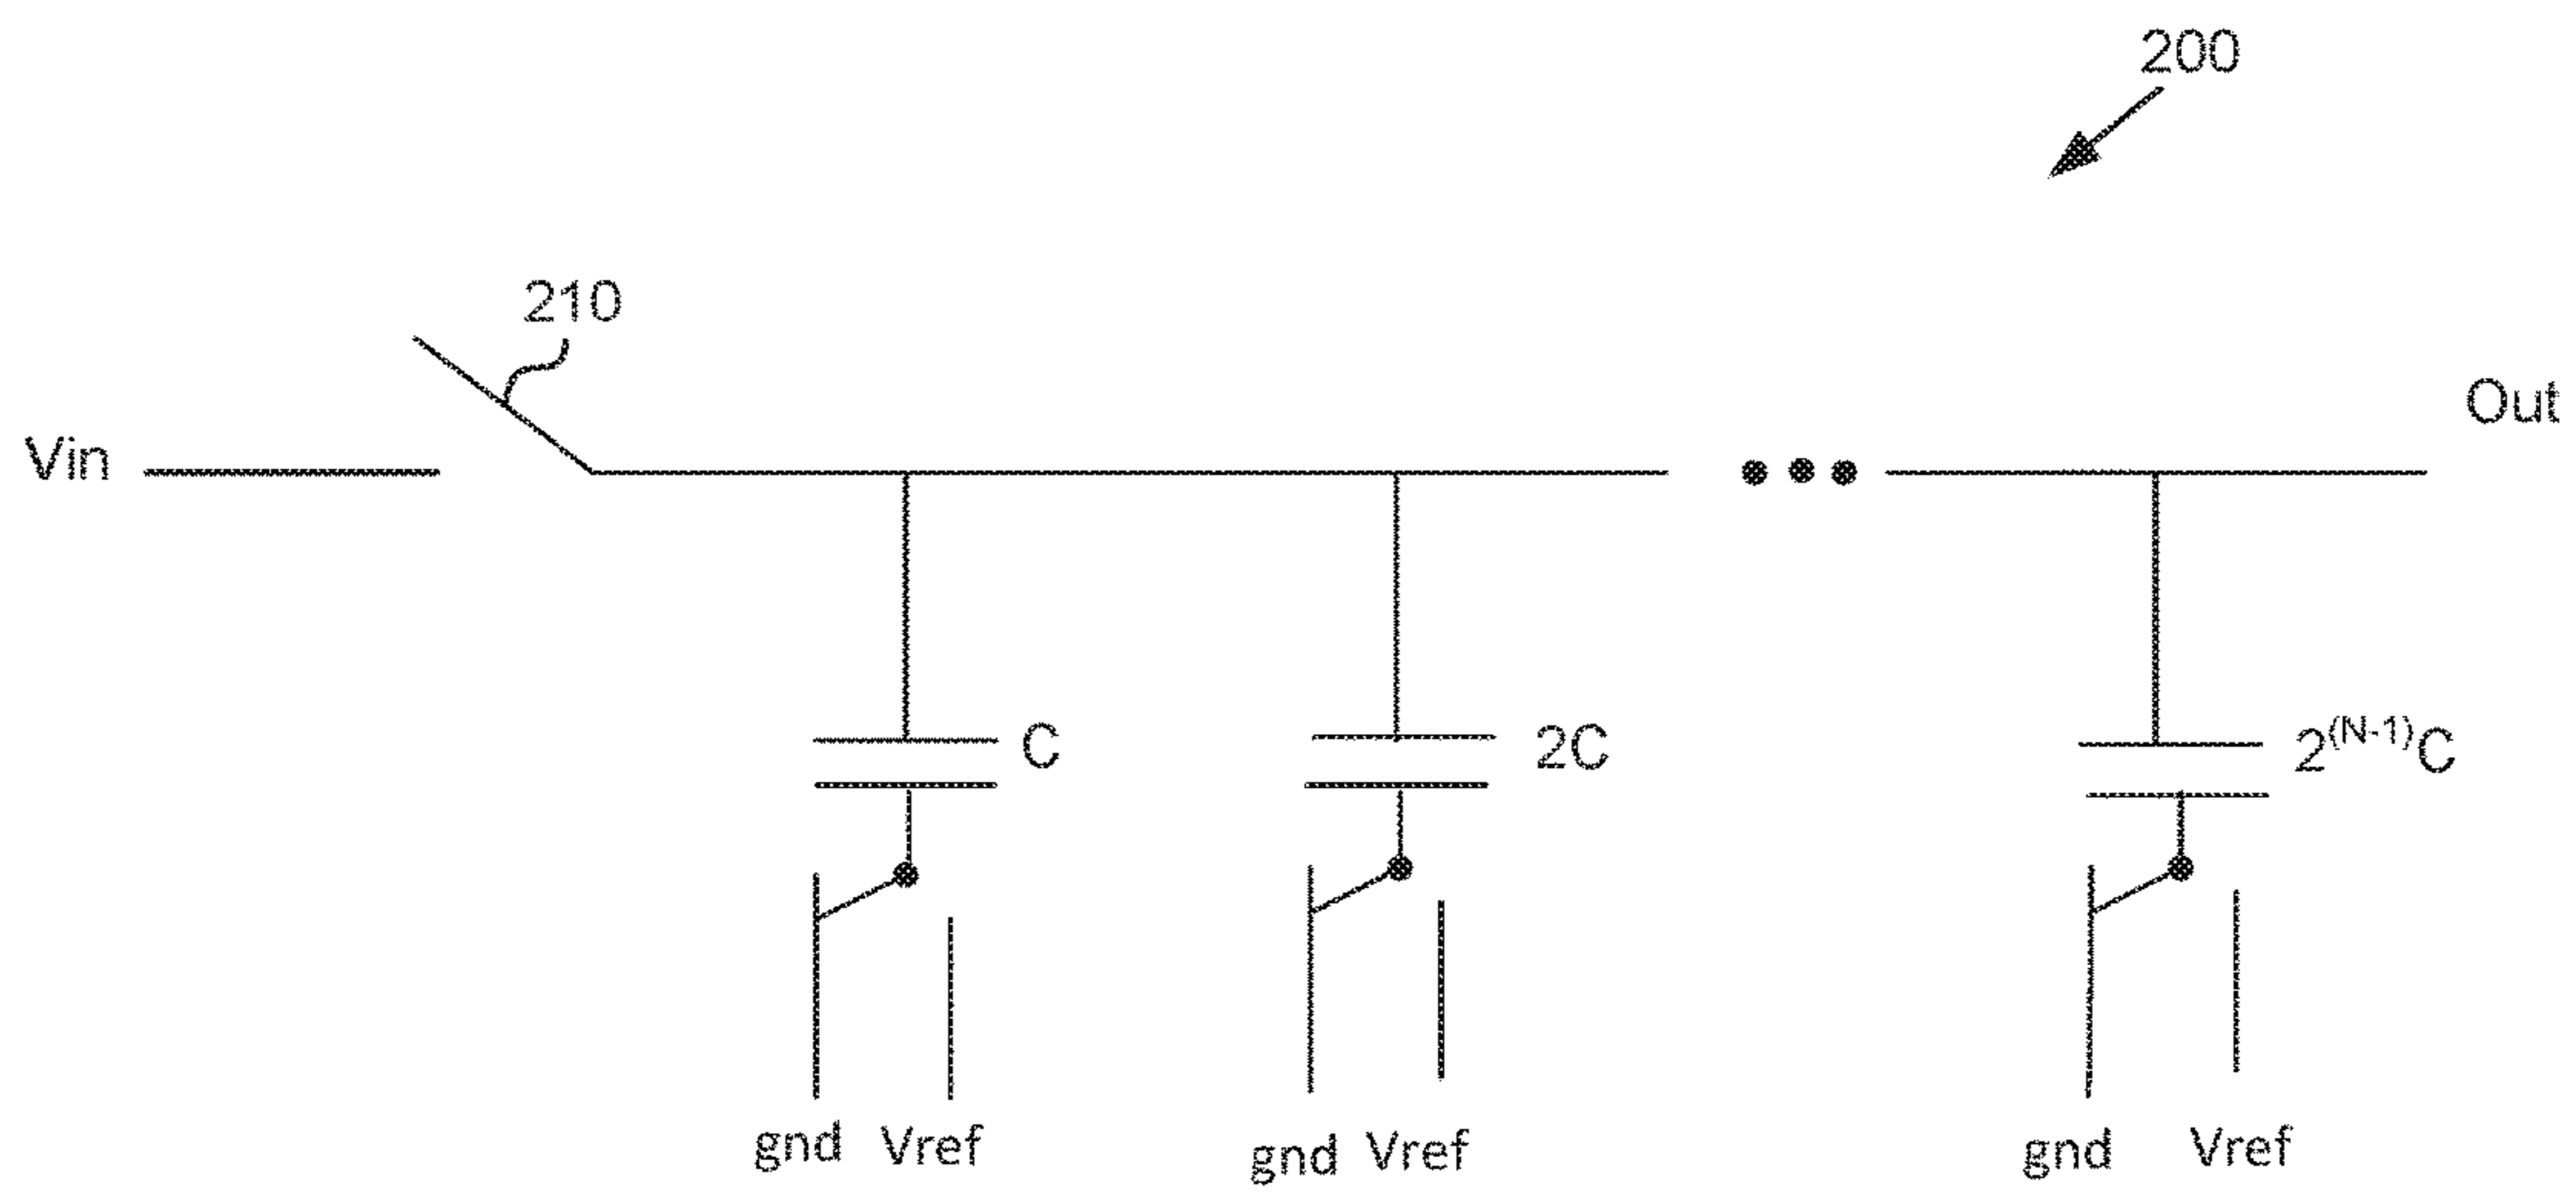 200
210
Vin
Out
C
2C
2^(N-1)C
gnd Vref
gnd Vref
gnd Vref